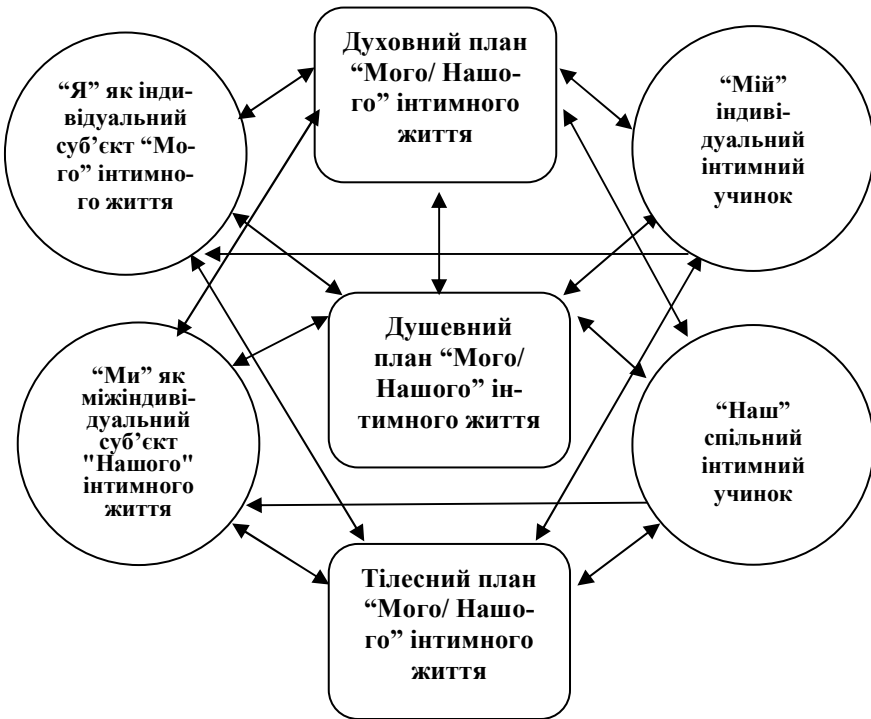 Духовний план
“Мого/ Нашо-
го” інтимного
життя
“Я” як інди-
відуальний
суб’єкт “Мо-
го” інтимно-
го життя
“Мій”
індиві-
дуальний
інтимний
учинок
Душевний
план “Мого/
Нашого” ін-
тимного життя
“Ми” як
міжіндиві-
дуальний
суб’єкт
"Нашого"
інтимного
життя
“Наш”
спільний
інтимний
учинок
Тілесний план
“Мого/ Нашо-
го” інтимного
життя